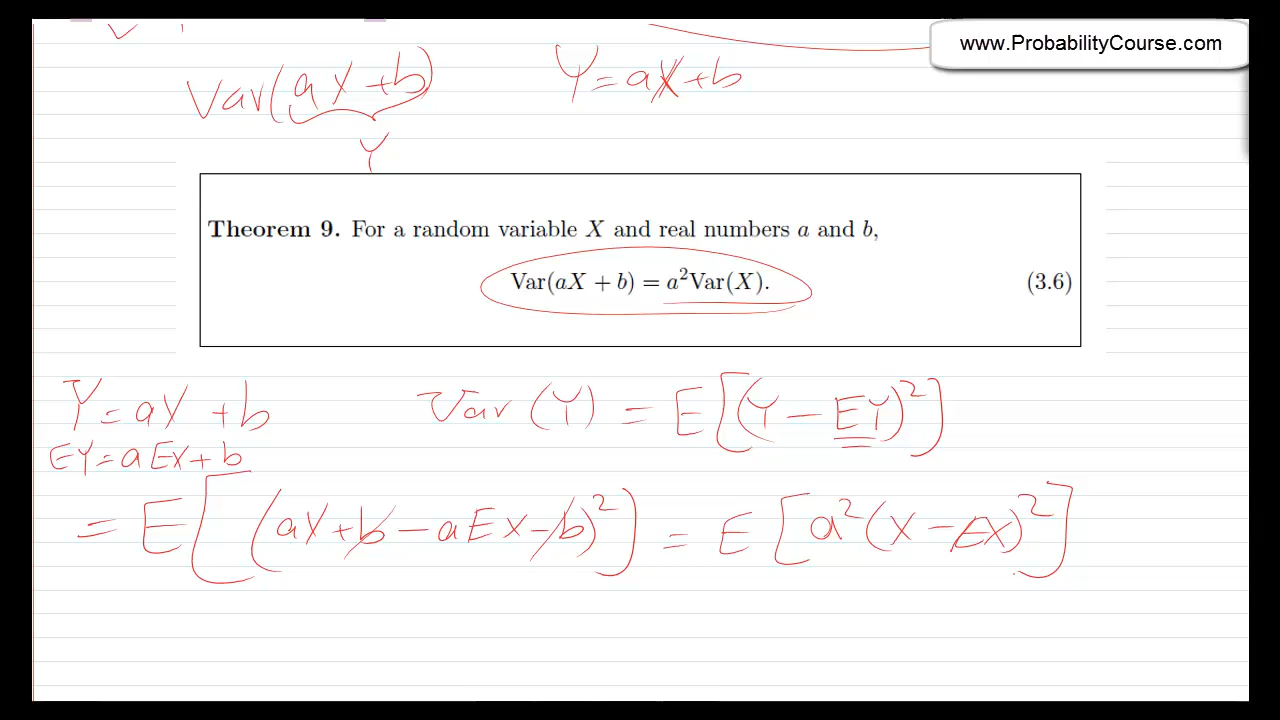 www.ProbabilityCourse.com
Var(aX+b) Y=aX+b
Y
Theorem 9. For a random variable X and real numbers a and b,
Var(aX + b) = a²Var(X). (3.6)
Y=aX+b Var(Y) = E[(Y-EY)²]
EY=aEX+b
= E[(aX+b-aEX-b)²] = E[a²(X-EX)²]